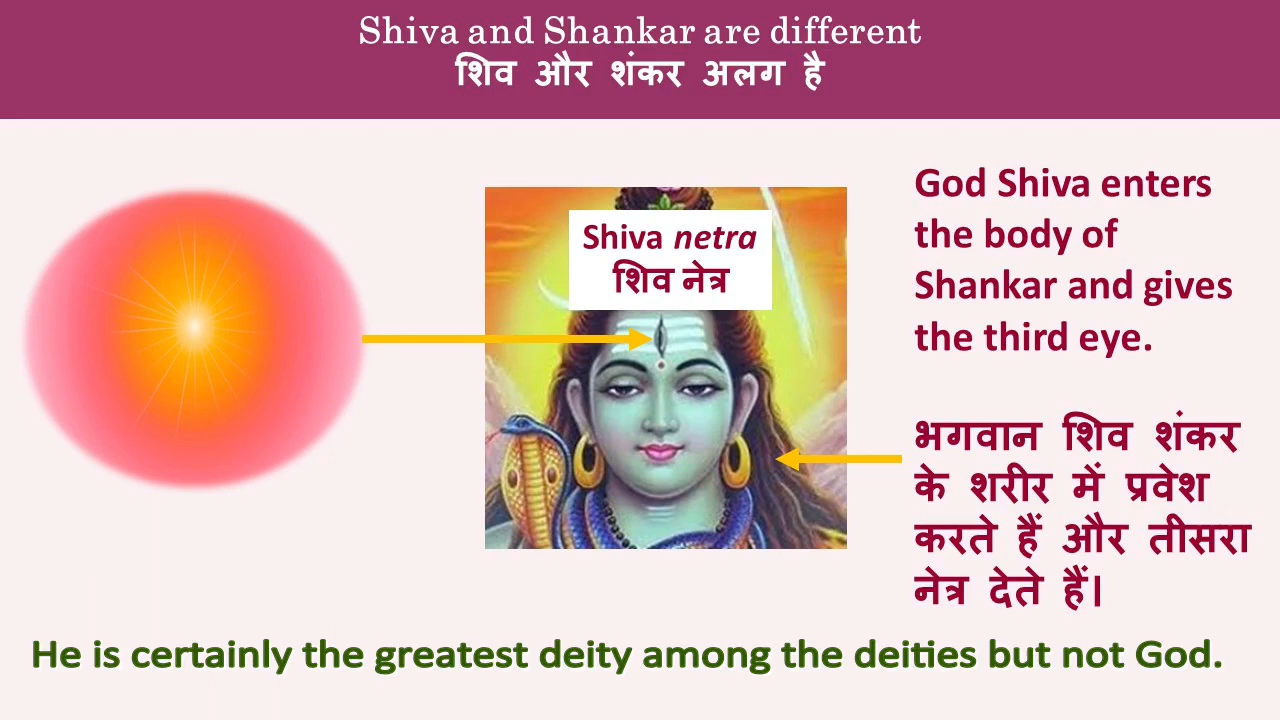 Shiva and Shankar are different
शिव और शंकर अलग है
Shiva netra
शिव नेत्र
God Shiva enters
the body of
Shankar and gives
the third eye.
भगवान शिव शंकर
के शरीर में प्रवेश
करते हैं और तीसरा
नेत्र देते हैं।
He is certainly the greatest deity among the deities but not God.